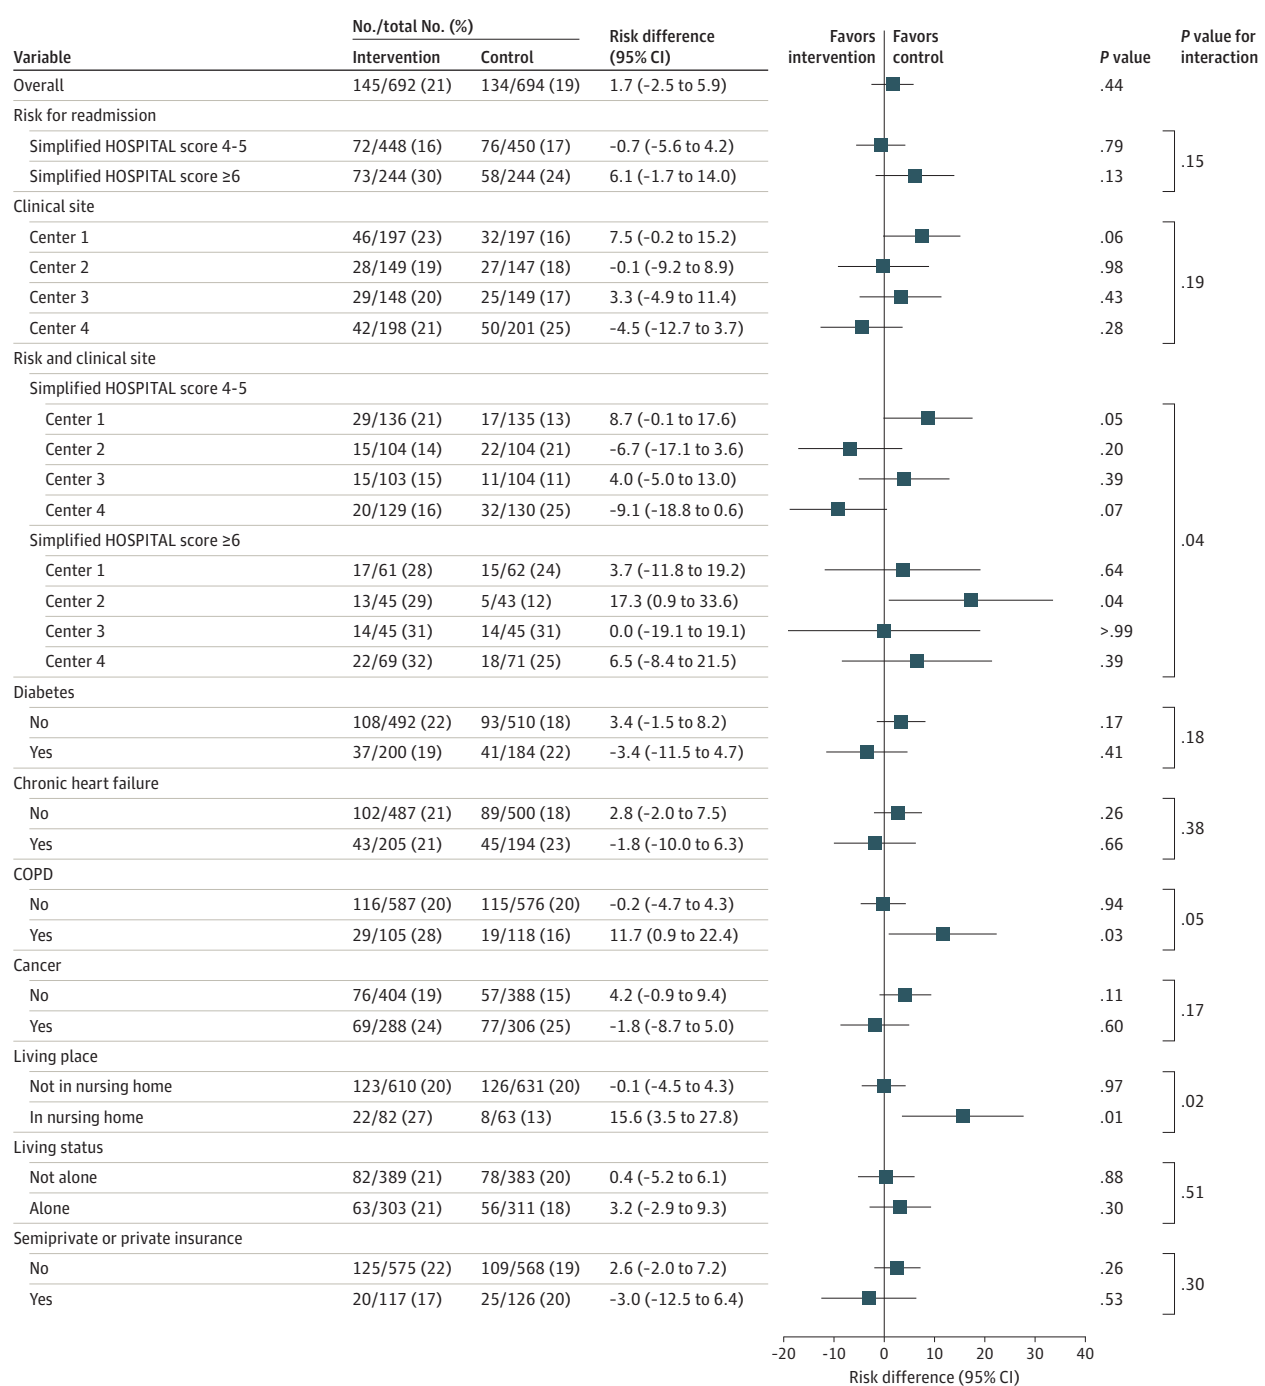 No./total No. (%)
Variable Intervention Control Risk difference (95% CI) Favors intervention Favors control P value P value for interaction
Overall 145/692 (21) 134/694 (19) 1.7 (-2.5 to 5.9) .44
Risk for readmission
Simplified HOSPITAL score 4-5 72/448 (16) 76/450 (17) -0.7 (-5.6 to 4.2) .79
.15
Simplified HOSPITAL score ≥6 73/244 (30) 58/244 (24) 6.1 (-1.7 to 14.0) .13
Clinical site
Center 1 46/197 (23) 32/197 (16) 7.5 (-0.2 to 15.2) .06
Center 2 28/149 (19) 27/147 (18) -0.1 (-9.2 to 8.9) .98
.19
Center 3 29/148 (20) 25/149 (17) 3.3 (-4.9 to 11.4) .43
Center 4 42/198 (21) 50/201 (25) -4.5 (-12.7 to 3.7) .28
Risk and clinical site
Simplified HOSPITAL score 4-5
Center 1 29/136 (21) 17/135 (13) 8.7 (-0.1 to 17.6) .05
Center 2 15/104 (14) 22/104 (21) -6.7 (-17.1 to 3.6) .20
Center 3 15/103 (15) 11/104 (11) 4.0 (-5.0 to 13.0) .39
Center 4 20/129 (16) 32/130 (25) -9.1 (-18.8 to 0.6) .07
Simplified HOSPITAL score ≥6 .04
Center 1 17/61 (28) 15/62 (24) 3.7 (-11.8 to 19.2) .64
Center 2 13/45 (29) 5/43 (12) 17.3 (0.9 to 33.6) .04
Center 3 14/45 (31) 14/45 (31) 0.0 (-19.1 to 19.1) >.99
Center 4 22/69 (32) 18/71 (25) 6.5 (-8.4 to 21.5) .39
Diabetes
No 108/492 (22) 93/510 (18) 3.4 (-1.5 to 8.2) .17
.18
Yes 37/200 (19) 41/184 (22) -3.4 (-11.5 to 4.7) .41
Chronic heart failure
No 102/487 (21) 89/500 (18) 2.8 (-2.0 to 7.5) .26
.38
Yes 43/205 (21) 45/194 (23) -1.8 (-10.0 to 6.3) .66
COPD
No 116/587 (20) 115/576 (20) -0.2 (-4.7 to 4.3) .94
.05
Yes 29/105 (28) 19/118 (16) 11.7 (0.9 to 22.4) .03
Cancer
No 76/404 (19) 57/388 (15) 4.2 (-0.9 to 9.4) .11
.17
Yes 69/288 (24) 77/306 (25) -1.8 (-8.7 to 5.0) .60
Living place
Not in nursing home 123/610 (20) 126/631 (20) -0.1 (-4.5 to 4.3) .97
.02
In nursing home 22/82 (27) 8/63 (13) 15.6 (3.5 to 27.8) .01
Living status
Not alone 82/389 (21) 78/383 (20) 0.4 (-5.2 to 6.1) .88
.51
Alone 63/303 (21) 56/311 (18) 3.2 (-2.9 to 9.3) .30
Semiprivate or private insurance
No 125/575 (22) 109/568 (19) 2.6 (-2.0 to 7.2) .26
.30
Yes 20/117 (17) 25/126 (20) -3.0 (-12.5 to 6.4) .53
-20 -10 0 10 20 30 40
Risk difference (95% CI)